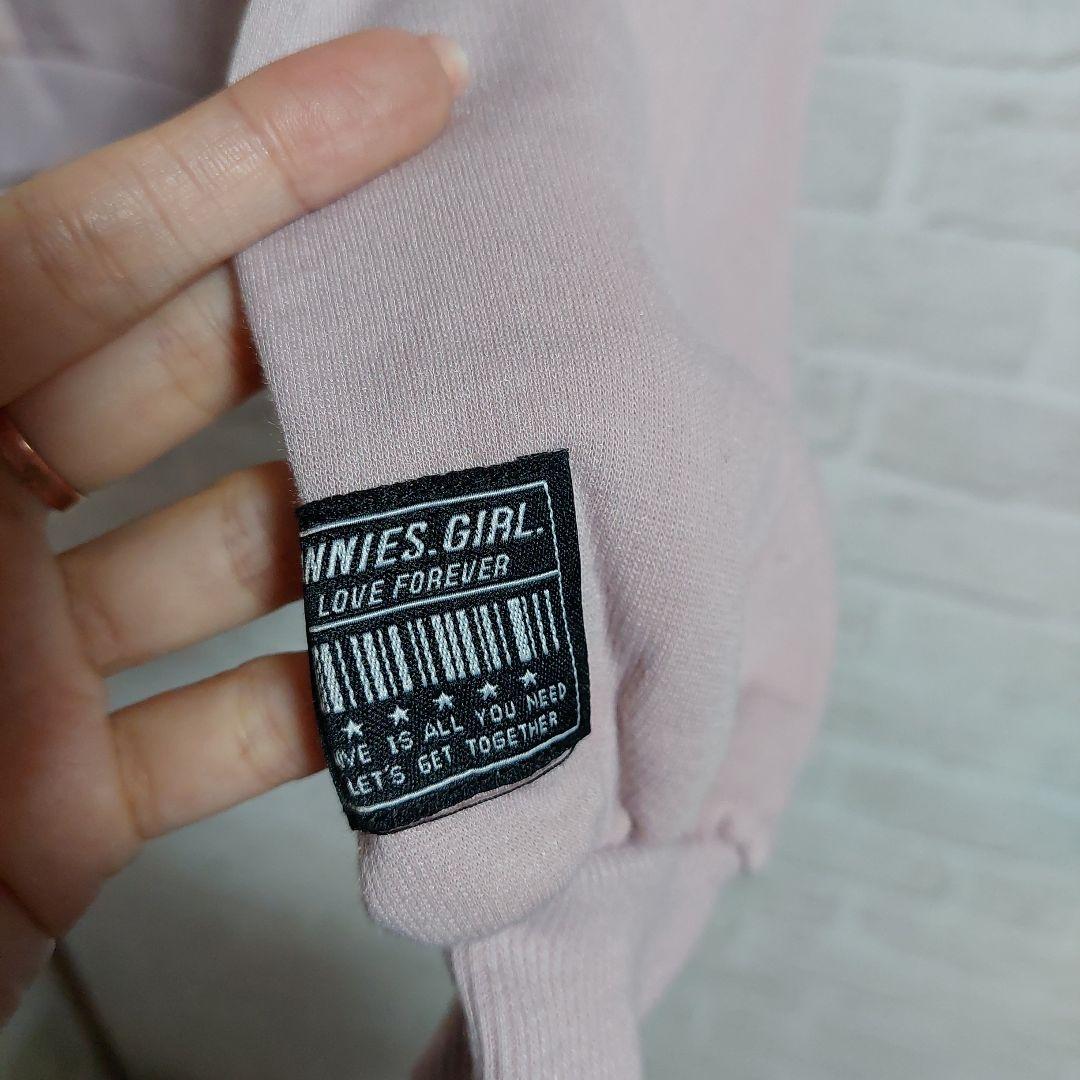 NNIES.GIRL.
LOVE FOREVER
VE IS ALL YOU NEED
LET'S GET TOGETHER